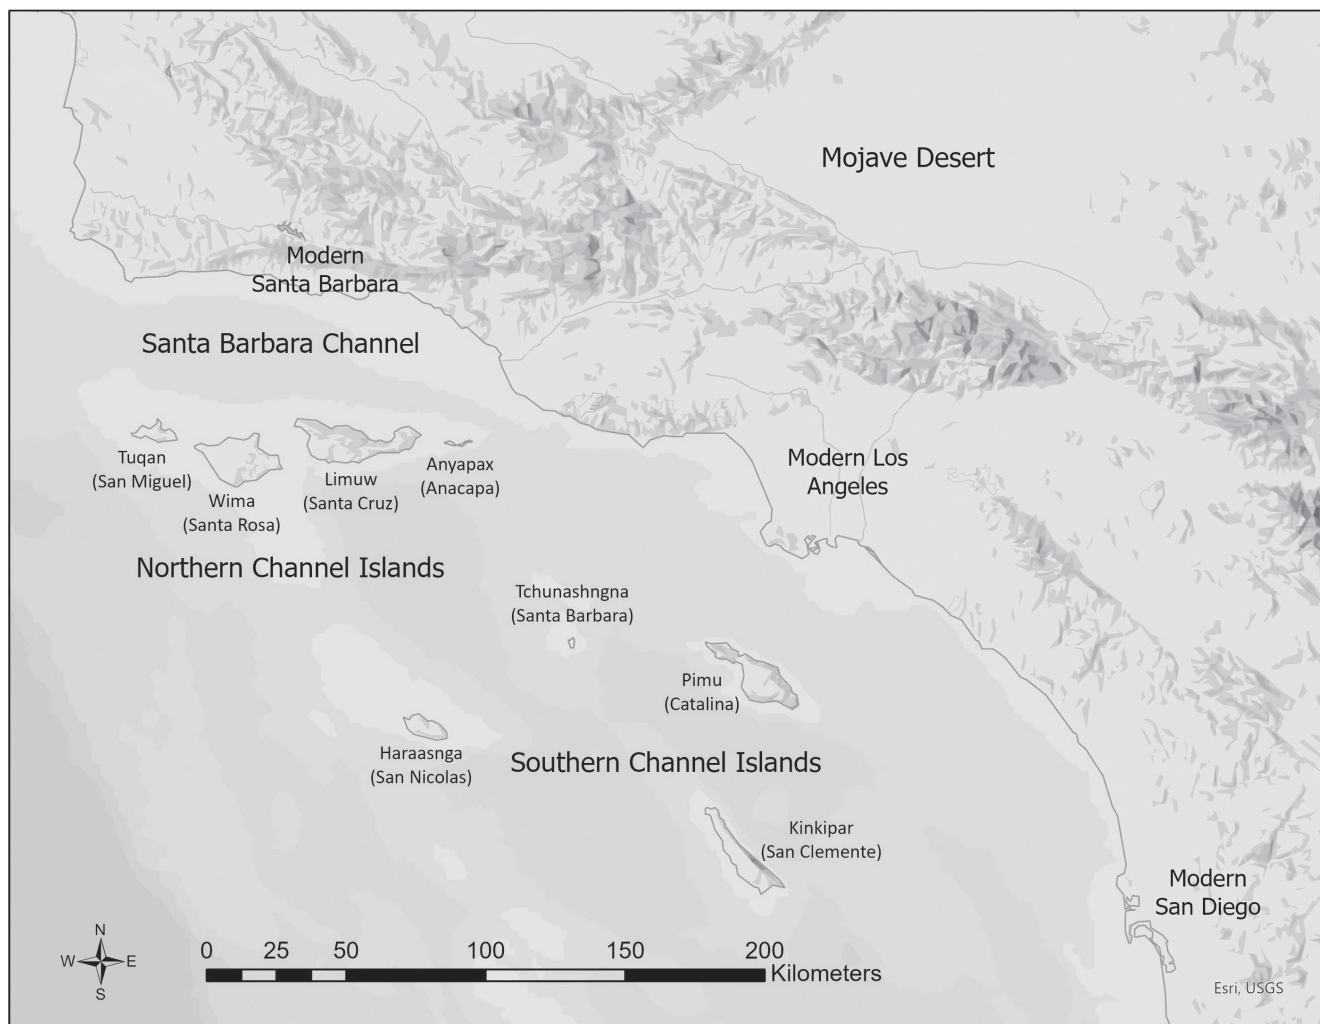 Mojave Desert
Modern
Santa Barbara
Santa Barbara Channel
Tuqan
(San Miguel)
Wima
(Santa Rosa)
Limuw
(Santa Cruz)
Anyapax
(Anacapa)
Modern Los
Angeles
Northern Channel Islands
Tchunashngna
(Santa Barbara)
Pimu
(Catalina)
Haraasnga
(San Nicolas)
Southern Channel Islands
Kinkipar
(San Clemente)
Modern
San Diego
N
W E
S
0 25 50 100 150 200
Kilometers
Esri, USGS